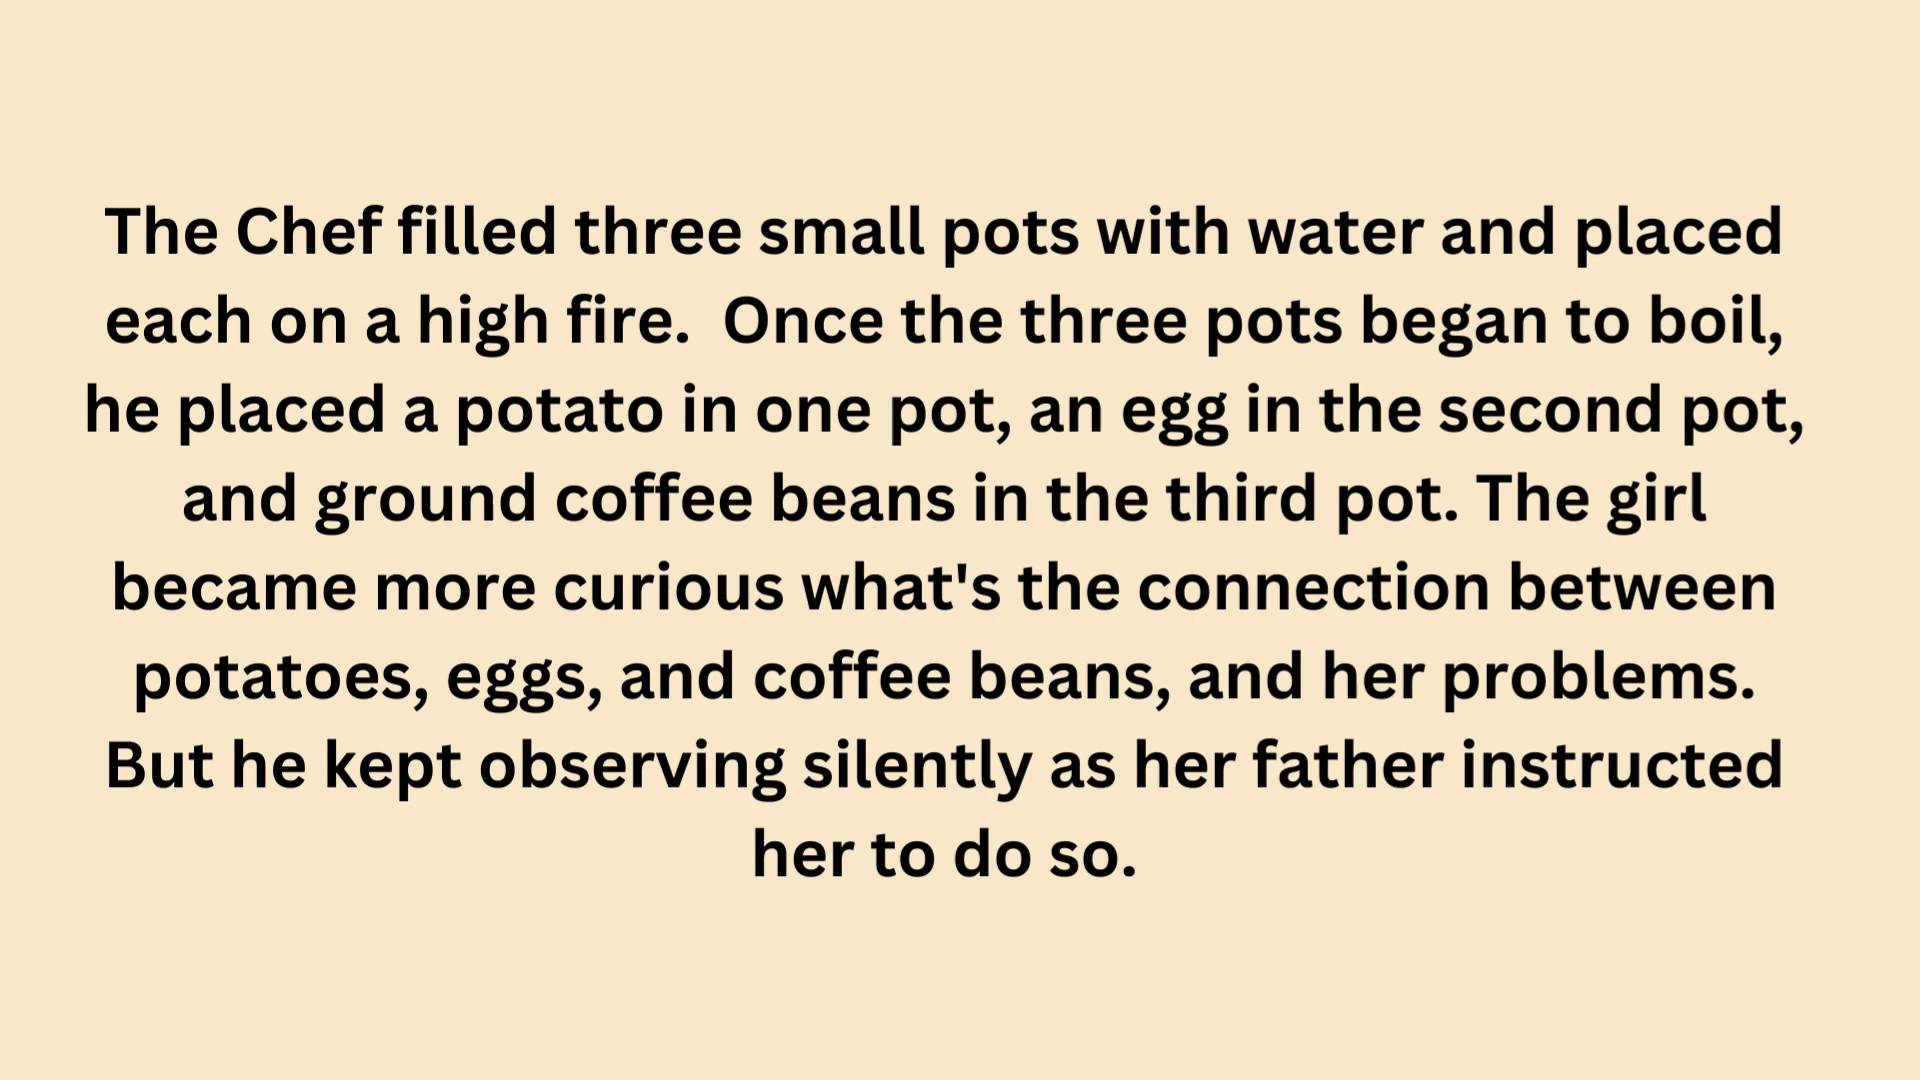 The Chef filled three small pots with water and placed
each on a high fire.  Once the three pots began to boil,
he placed a potato in one pot, an egg in the second pot,
and ground coffee beans in the third pot. The girl
became more curious what's the connection between
potatoes, eggs, and coffee beans, and her problems.
But he kept observing silently as her father instructed
her to do so.